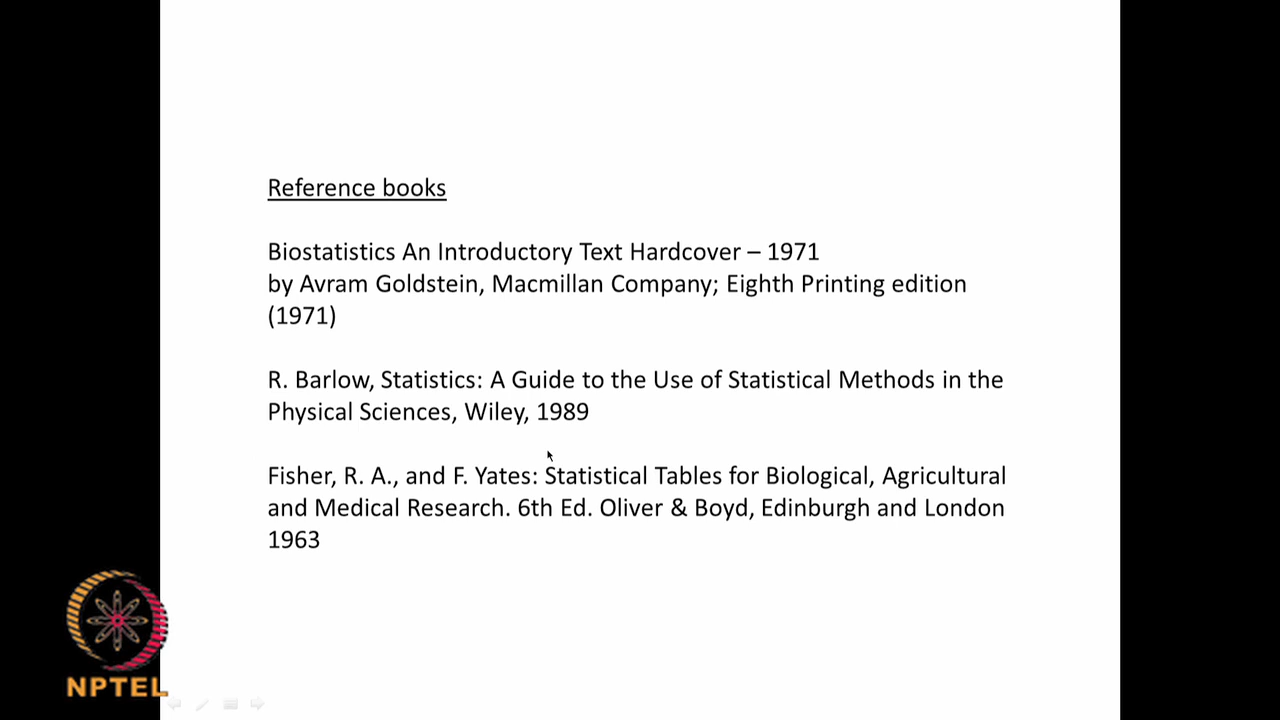 Reference books
Biostatistics An Introductory Text Hardcover – 1971
by Avram Goldstein, Macmillan Company; Eighth Printing edition
(1971)
R. Barlow, Statistics: A Guide to the Use of Statistical Methods in the
Physical Sciences, Wiley, 1989
Fisher, R. A., and F. Yates: Statistical Tables for Biological, Agricultural
and Medical Research. 6th Ed. Oliver & Boyd, Edinburgh and London
1963
NPTEL